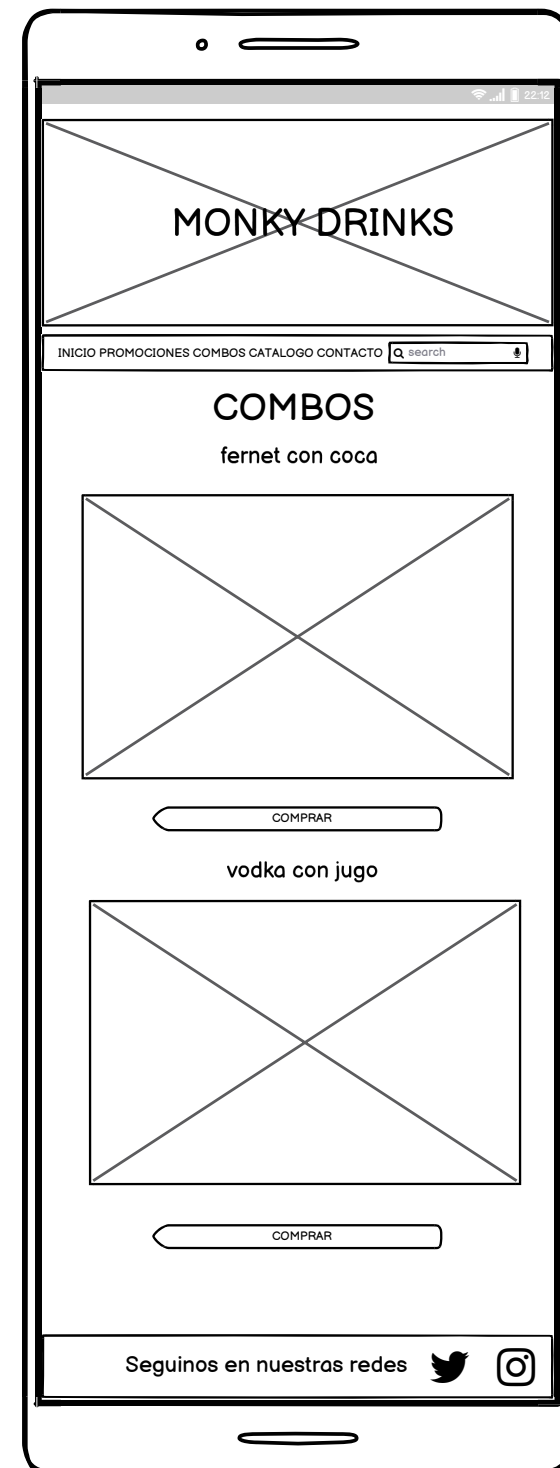 22:12
MONKY DRINKS
INICIO PROMOCIONES COMBOS CATALOGO CONTACTO search
COMBOS
fernet con coca
COMPRAR
vodka con jugo
COMPRAR
Seguinos en nuestras redes